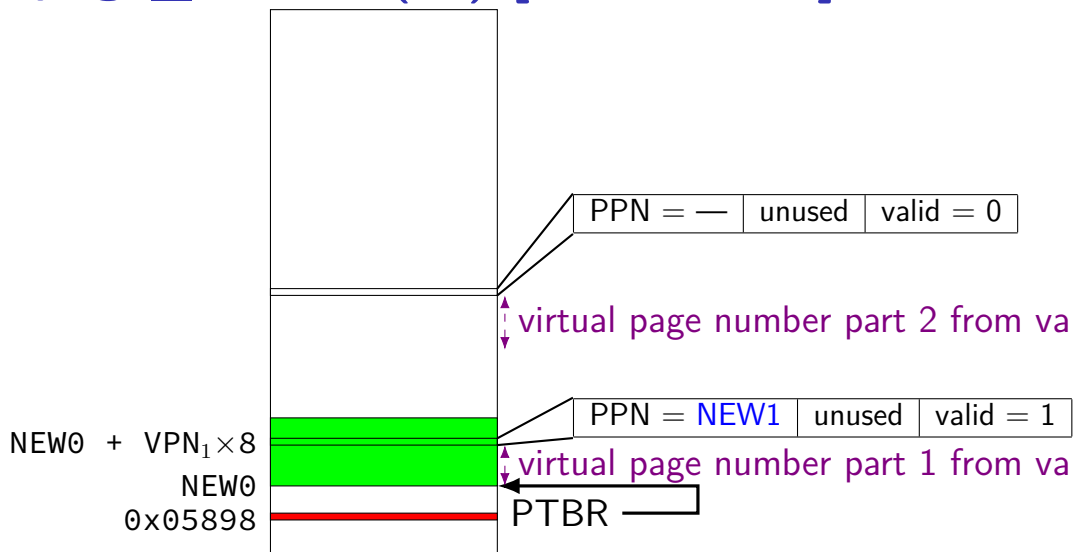 PPN = — unused valid = 0
virtual page number part 2 from va
PPN = NEW1 unused valid = 1
NEW0 + VPN₁×8
virtual page number part 1 from va
NEW0
PTBR
0x05898